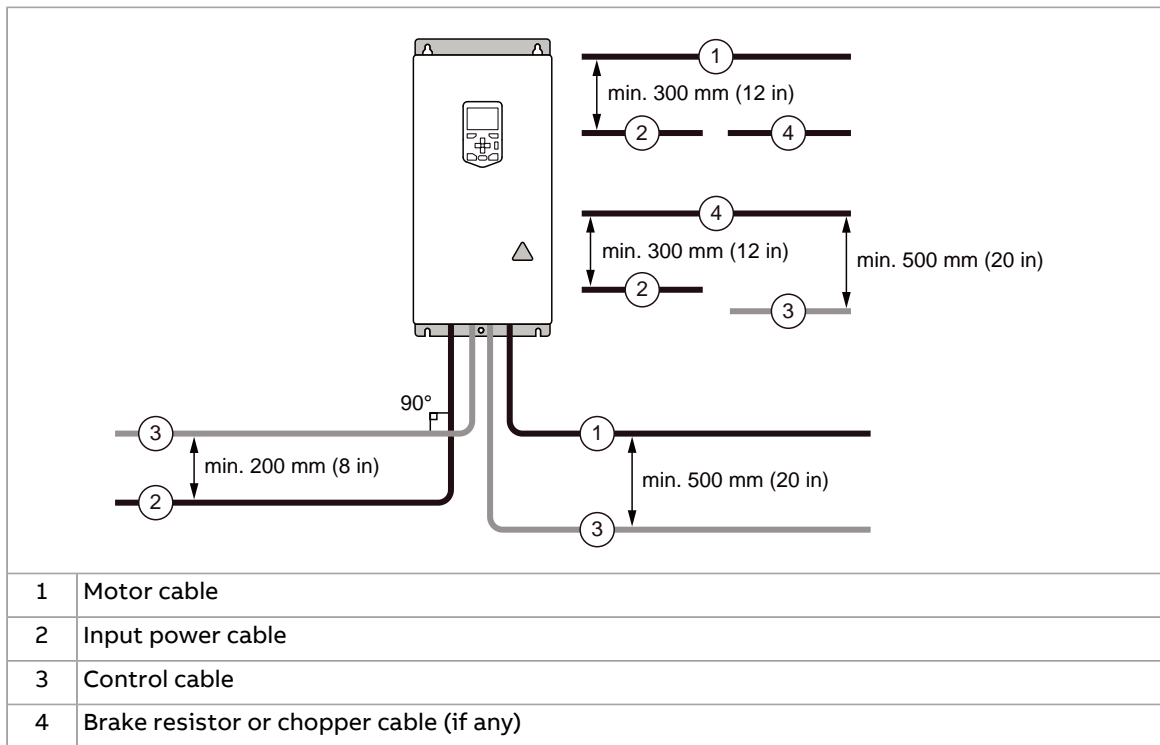 1
min. 300 mm (12 in)
2
4
4
min. 300 mm (12 in)
min. 500 mm (20 in)
2
3
90°
3
1
min. 200 mm (8 in)
min. 500 mm (20 in)
2
3
1 Motor cable
2 Input power cable
3 Control cable
4 Brake resistor or chopper cable (if any)